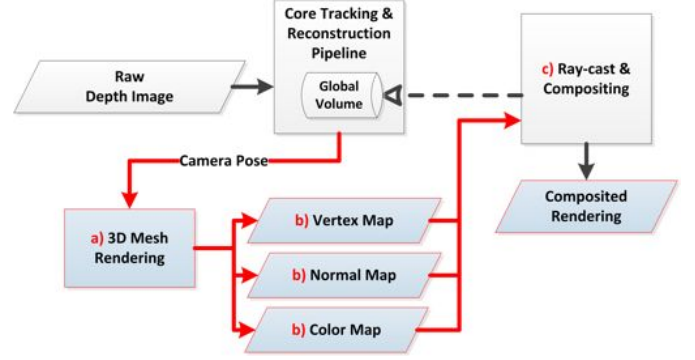 Core Tracking &
Reconstruction
Pipeline
Global
Volume
Raw
Depth Image
c) Ray-cast &
Compositing
Camera Pose
Composited
Rendering
a) 3D Mesh
Rendering
b) Vertex Map
b) Normal Map
b) Color Map